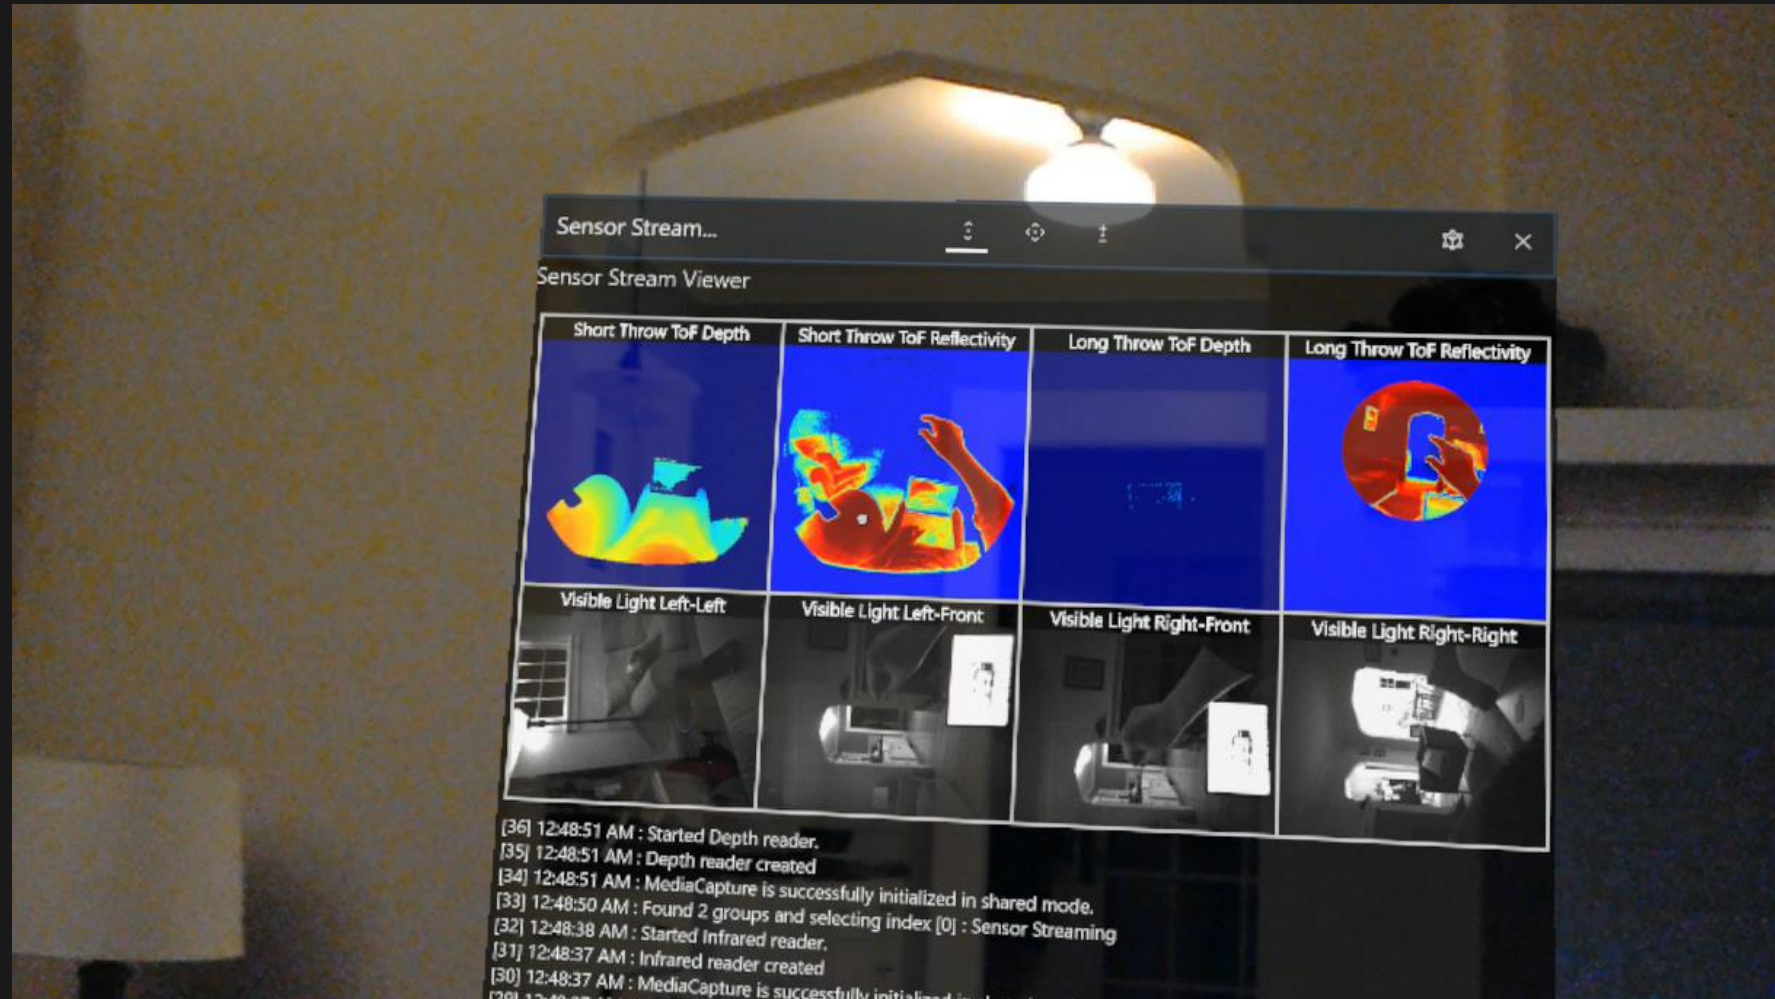 Sensor Stream...
Sensor Stream Viewer
Short Throw ToF Depth
Short Throw ToF Reflectivity
Long Throw ToF Depth
Long Throw ToF Reflectivity
Visible Light Left-Left
Visible Light Left-Front
Visible Light Right-Front
Visible Light Right-Right
[36] 12:48:51 AM : Started Depth reader.
[35] 12:48:51 AM : Depth reader created
[34] 12:48:51 AM : MediaCapture is successfully initialized in shared mode.
[33] 12:48:50 AM : Found 2 groups and selecting index [0] : Sensor Streaming
[32] 12:48:38 AM : Started Infrared reader.
[31] 12:48:37 AM : Infrared reader created
[30] 12:48:37 AM : MediaCapture is successfully initialized